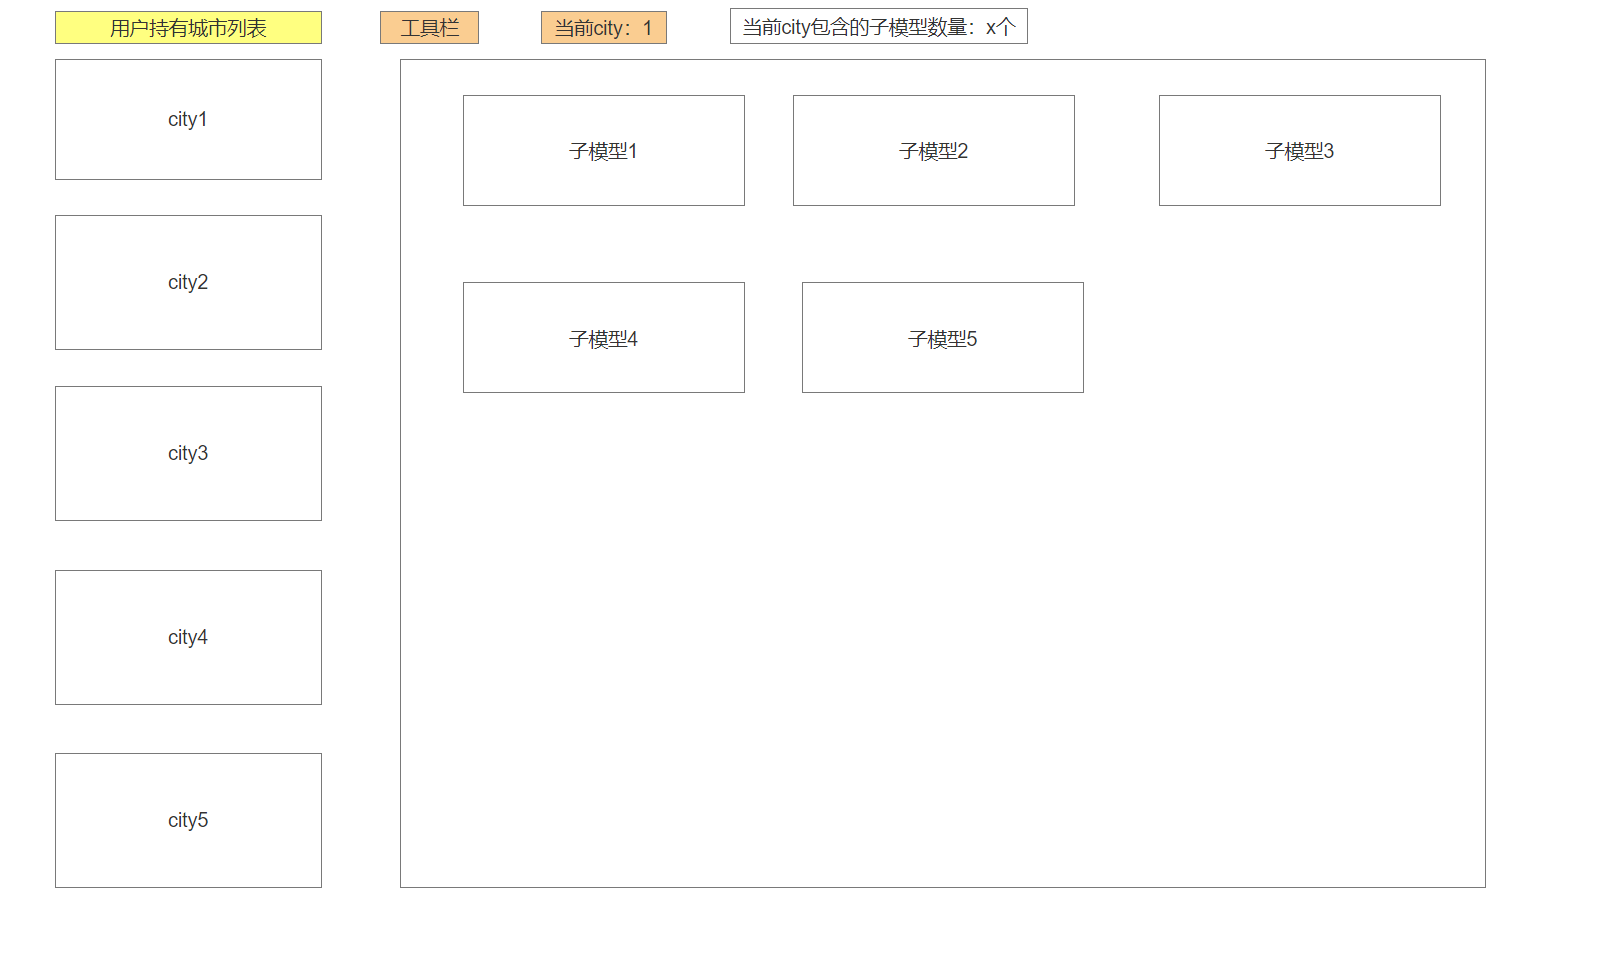 用户持有城市列表
工具栏
当前city：1
当前city包含的子模型数量：x个
city1
city2
city3
city4
city5
子模型1
子模型2
子模型3
子模型4
子模型5